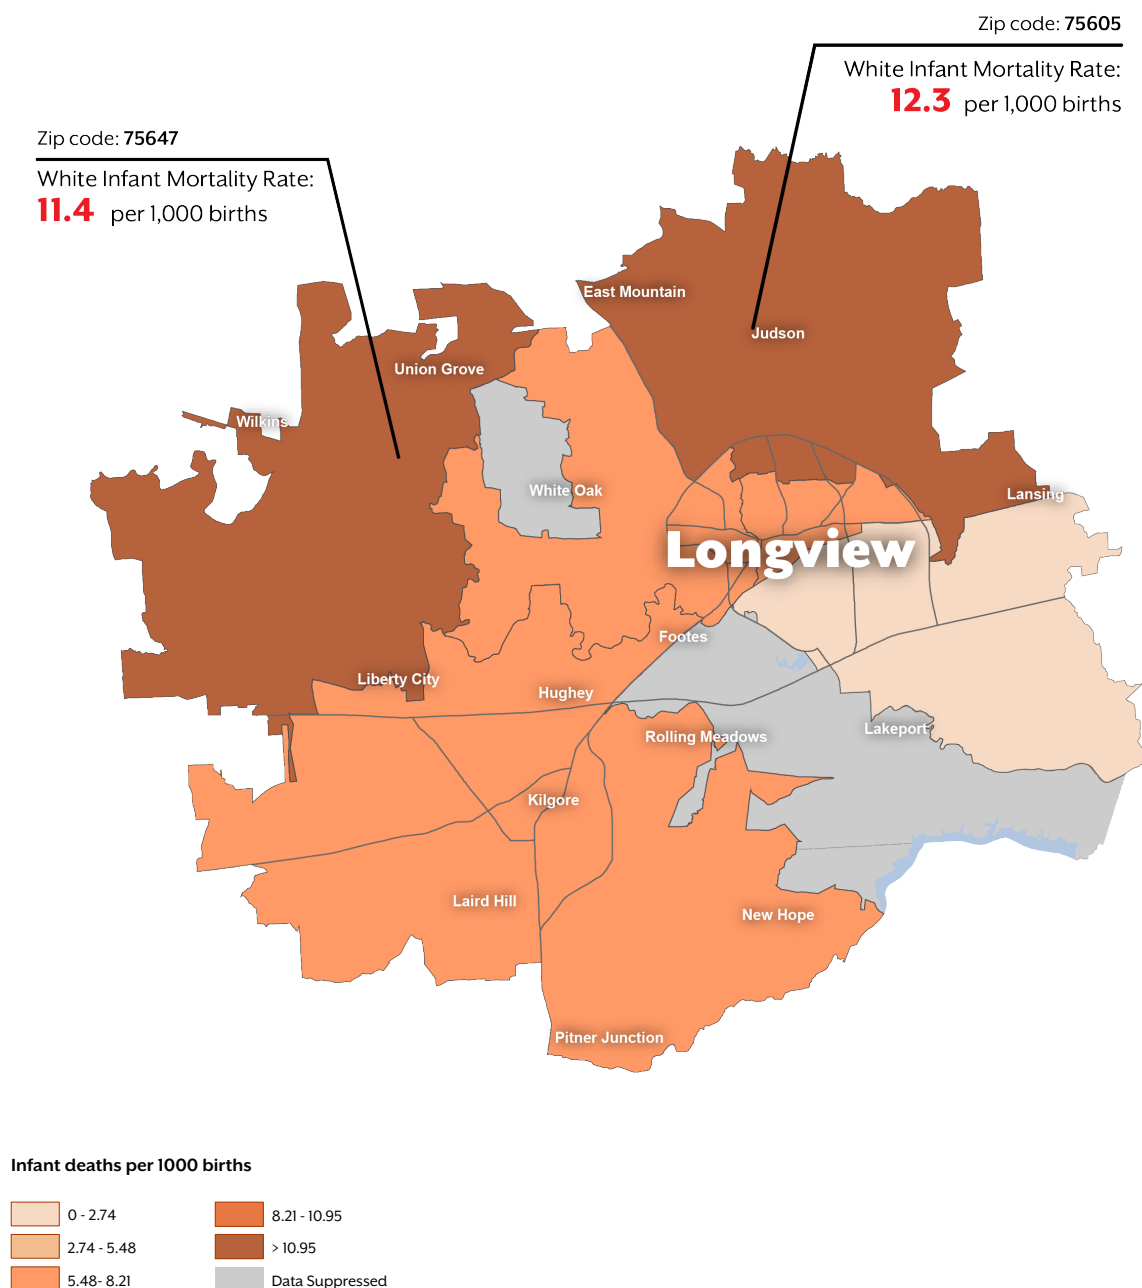 Zip code: 75605
White Infant Mortality Rate:
12.3 per 1,000 births
Zip code: 75647
White Infant Mortality Rate:
11.4 per 1,000 births
East Mountain
Judson
Union Grove
Wilkins
White Oak
Lansing
Longview
Footes
Liberty City
Hughey
Lakeport
Rolling Meadows
Kilgore
Laird Hill
New Hope
Pitner Junction
Infant deaths per 1000 births
0 - 2.74
8.21 - 10.95
2.74 - 5.48
> 10.95
5.48- 8.21
Data Suppressed